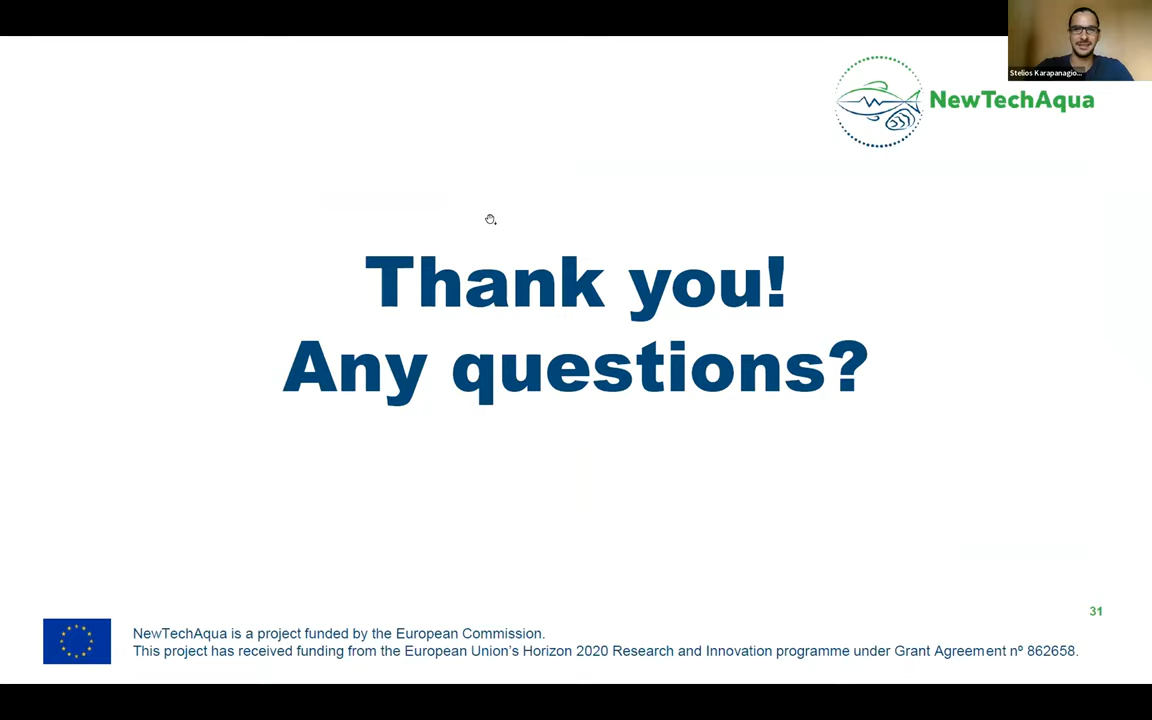 Stelios Karapanagio...
NewTechAqua
Thank you!
Any questions?
31
NewTechAqua is a project funded by the European Commission.
This project has received funding from the European Union's Horizon 2020 Research and Innovation programme under Grant Agreement nº 862658.